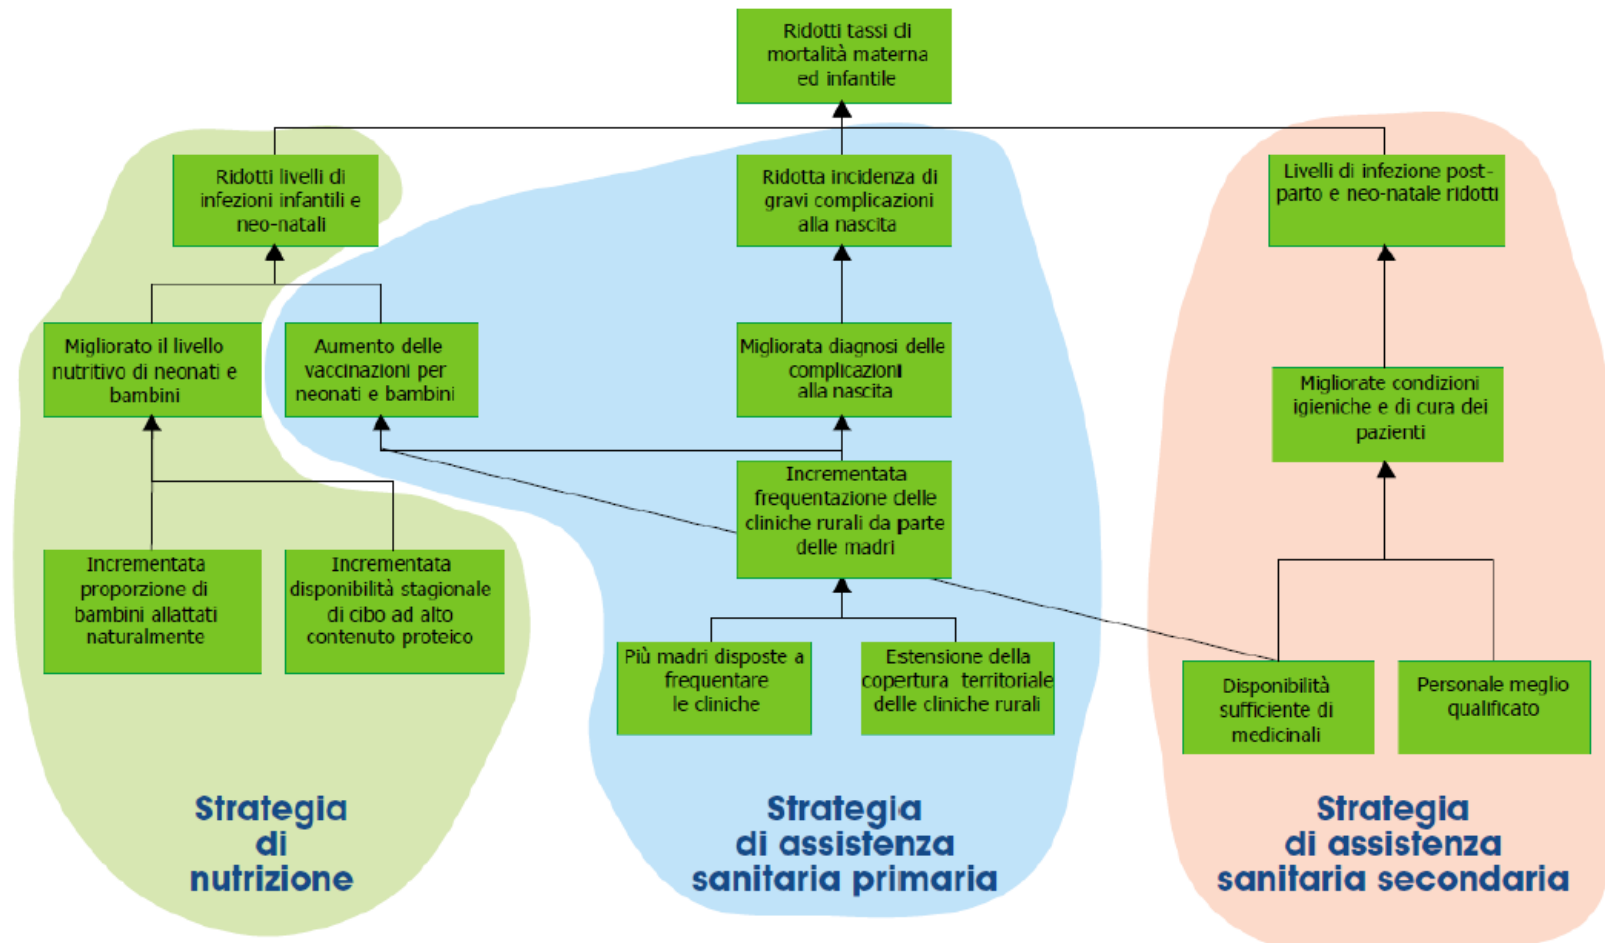 Ridotti tassi di
mortalità materna
ed infantile
Ridotti livelli di
infezioni infantili e
neo-natali
Ridotta incidenza di
gravi complicazioni
alla nascita
Livelli di infezione post-
parto e neo-natale ridotti
Migliorato il livello
nutritivo di neonati e
bambini
Aumento delle
vaccinazioni per
neonati e bambini
Migliorata diagnosi delle
complicazioni
alla nascita
Migliorate condizioni
igieniche e di cura dei
pazienti
Incrementata
frequentazione delle
cliniche rurali da parte
delle madri
Incrementata
proporzione di
bambini allattati
naturalmente
Incrementata
disponibilità stagionale
di cibo ad alto
contenuto proteico
Più madri disposte a
frequentare
le cliniche
Estensione della
copertura territoriale
delle cliniche rurali
Disponibilità
sufficiente di
medicinali
Personale meglio
qualificato
Strategia
di
nutrizione
Strategia
di assistenza
sanitaria primaria
Strategia
di assistenza
sanitaria secondaria